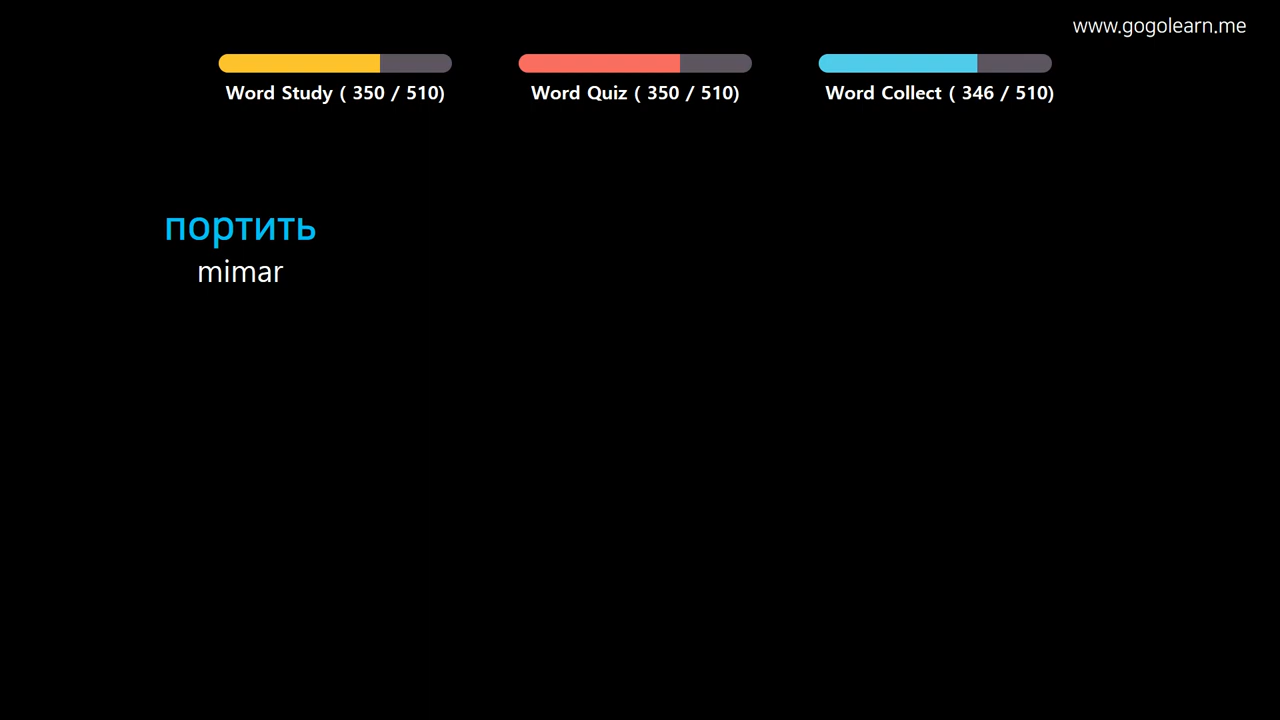 www.gogolearn.me
Word Study ( 350 / 510)
Word Quiz ( 350 / 510)
Word Collect ( 346 / 510)
портить
mimar